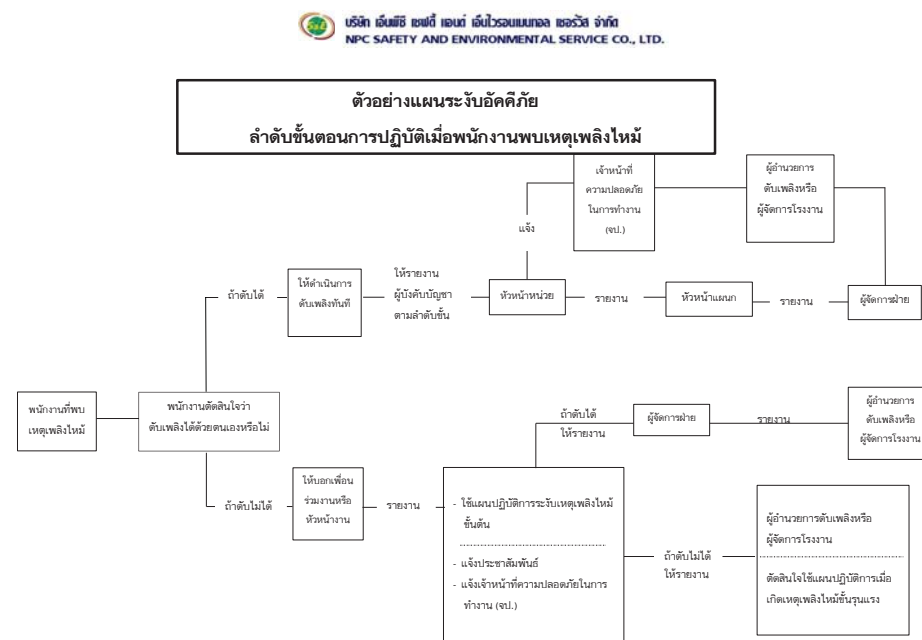 บริษัท เอ็นพีซี เซฟตี้ แอนด์ เอ็นไวรอนเมนทอล เซอร์วิส จำกัด
NPC SAFETY AND ENVIRONMENTAL SERVICE CO., LTD.
ตัวอย่างแผนระงับอัคคีภัย
ลำดับขั้นตอนการปฏิบัติเมื่อพนักงานพบเหตุเพลิงไหม้
เจ้าหน้าที่
ความปลอดภัย
ในการทำงาน
(จป.)
ผู้อำนวยการ
ดับเพลิงหรือ
ผู้จัดการโรงงาน
แจ้ง
ถ้าดับได้
ให้ดำเนินการ
ดับเพลิงทันที
ให้รายงาน
ผู้บังคับบัญชา
ตามลำดับชั้น
หัวหน้าหน่วย
รายงาน
หัวหน้าแผนก
รายงาน
ผู้จัดการฝ่าย
พนักงานที่พบ
เหตุเพลิงไหม้
พนักงานตัดสินใจว่า
ดับเพลิงได้ด้วยตนเองหรือไม่
ถ้าดับไม่ได้
ให้บอกเพื่อน
ร่วมงานหรือ
หัวหน้างาน
รายงาน
- ใช้แผนปฏิบัติการระงับเหตุเพลิงไหม้
ขั้นต้น
- แจ้งประชาสัมพันธ์
- แจ้งเจ้าหน้าที่ความปลอดภัยในการ
ทำงาน (จป.)
ถ้าดับได้
ให้รายงาน
ผู้จัดการฝ่าย
รายงาน
ผู้อำนวยการ
ดับเพลิงหรือ
ผู้จัดการโรงงาน
ถ้าดับไม่ได้
ให้รายงาน
ผู้อำนวยการดับเพลิงหรือ
ผู้จัดการโรงงาน
ตัดสินใจใช้แผนปฏิบัติการเมื่อ
เกิดเหตุเพลิงไหม้ขั้นรุนแรง